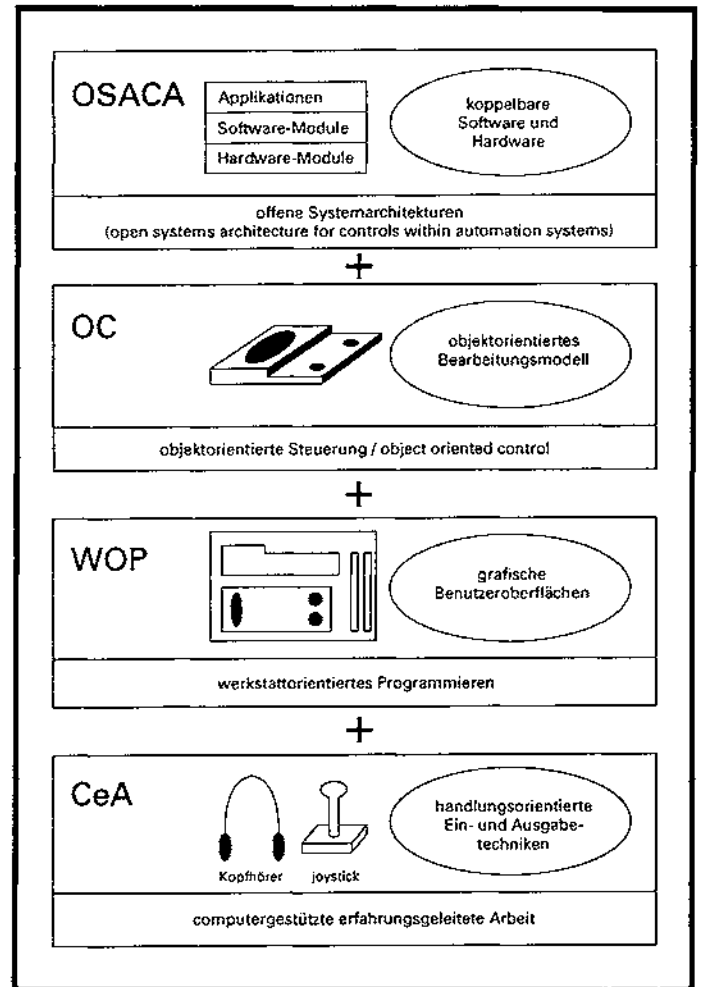 OSACA
Applikationen
Software-Module
Hardware-Module
koppelbare
Software und
Hardware
offene Systemarchitekturen
(open systems architecture for controls within automation systems)
+
OC
objektorientiertes
Bearbeitungsmodell
objektorientierte Steuerung / object oriented control
+
WOP
grafische
Benutzeroberflächen
werkstattorientiertes Programmieren
+
CeA
Kopfhörer
joystick
handlungsorientierte
Ein- und Ausgabe-
techniken
computergestützte erfahrungsgeleitete Arbeit